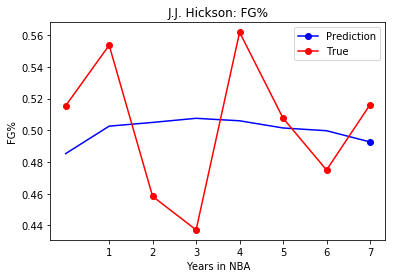 J.J. Hickson: FG%
Prediction
True
0.56
0.54
0.52
0.50
0.48
0.46
0.44
FG%
1 2 3 4 5 6 7
Years in NBA